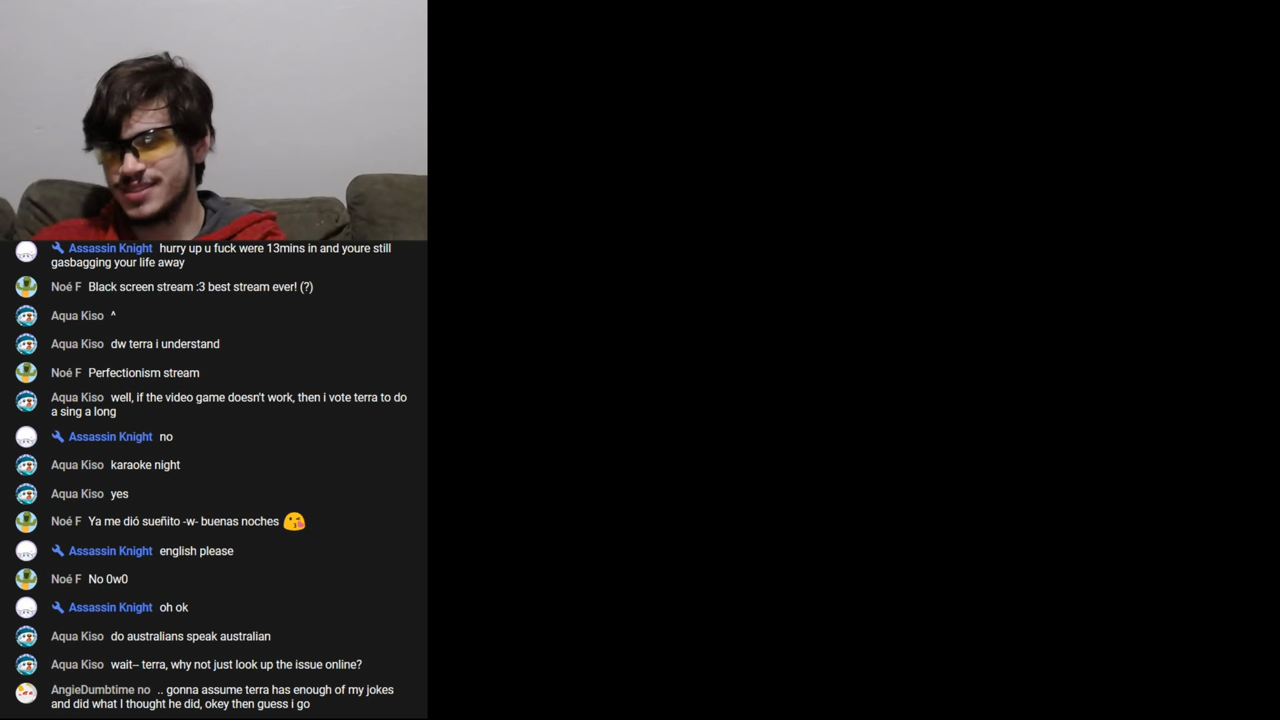 Assassin Knight hurry up u fuck were 13mins in and youre still
gasbagging your life away
Noé F Black screen stream :3 best stream ever! (?)
Aqua Kiso ^
Aqua Kiso dw terra i understand
Noé F Perfectionism stream
Aqua Kiso well, if the video game doesn't work, then i vote terra to do
a sing a long
Assassin Knight no
Aqua Kiso karaoke night
Aqua Kiso yes
Noé F Ya me dió sueñito -w- buenas noches 😘
Assassin Knight english please
Noé F No 0w0
Assassin Knight oh ok
Aqua Kiso do australians speak australian
Aqua Kiso wait-- terra, why not just look up the issue online?
AngieDumbtime no .. gonna assume terra has enough of my jokes
and did what I thought he did, okey then guess i go